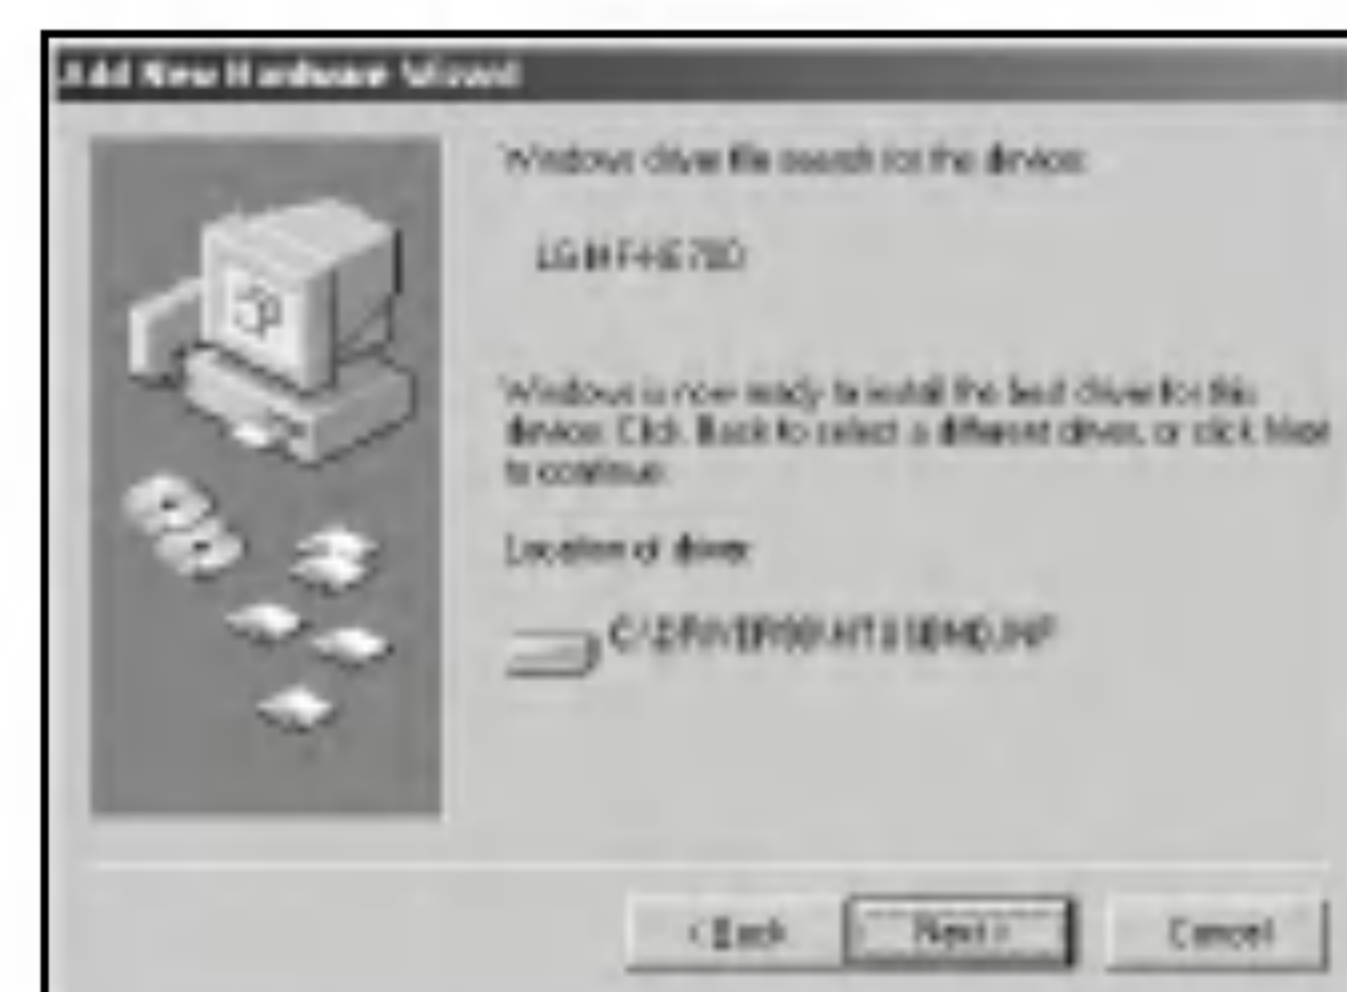 Add New Hardware Wizard
Windows driver file search for the device:
Windows is now ready to install the best driver for this
device. Click Back to select a different driver, or click Next
to continue.
Location of driver:
< Back
Next >
Cancel